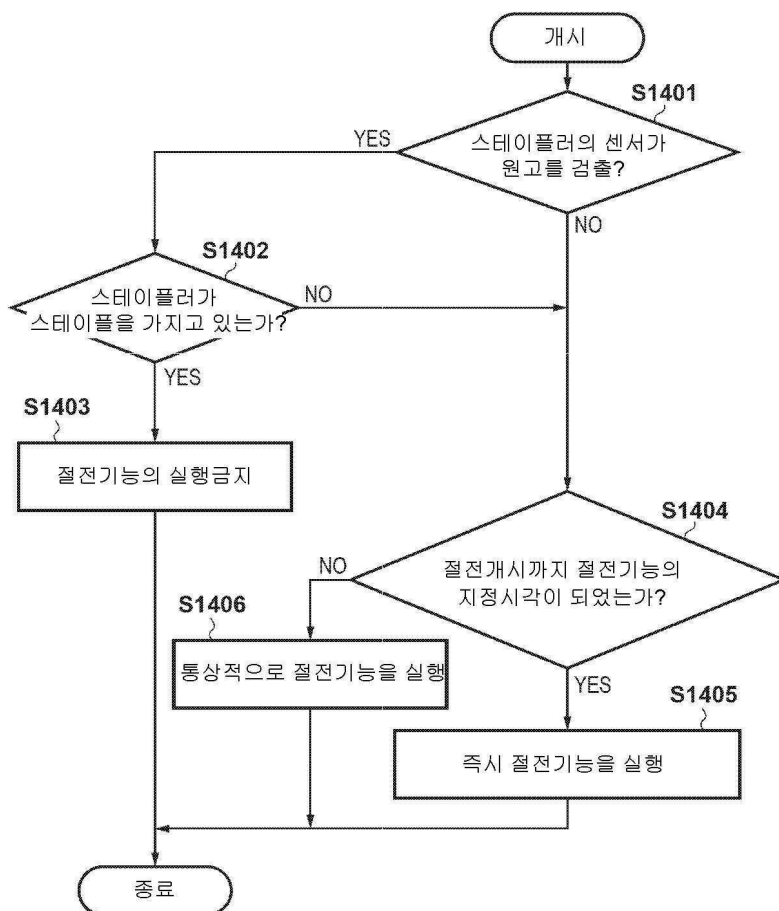 개시
S1401
스테이플러의 센서가
원고를 검출?
YES
NO
S1402
스테이플러가
스테이플을 가지고 있는가?
NO
YES
S1403
절전기능의 실행금지
S1404
절전개시까지 절전기능의
지정시각이 되었는가?
NO
YES
S1406
통상적으로 절전기능을 실행
S1405
즉시 절전기능을 실행
종료